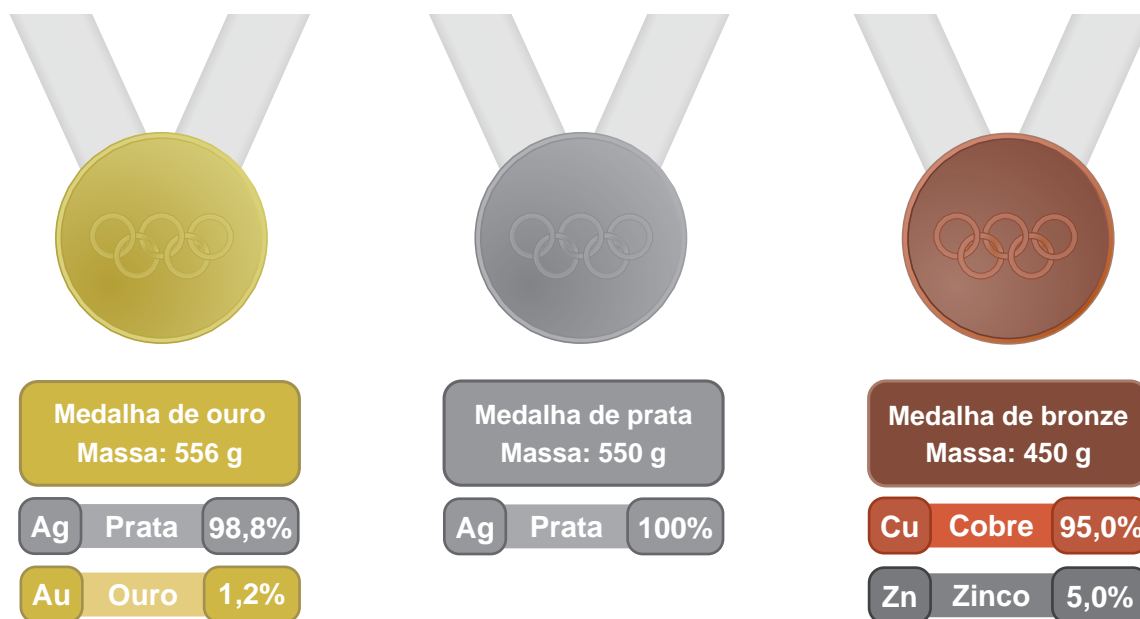 Medalha de ouro
Massa: 556 g
Ag Prata 98,8%
Au Ouro 1,2%
Medalha de prata
Massa: 550 g
Ag Prata 100%
Medalha de bronze
Massa: 450 g
Cu Cobre 95,0%
Zn Zinco 5,0%